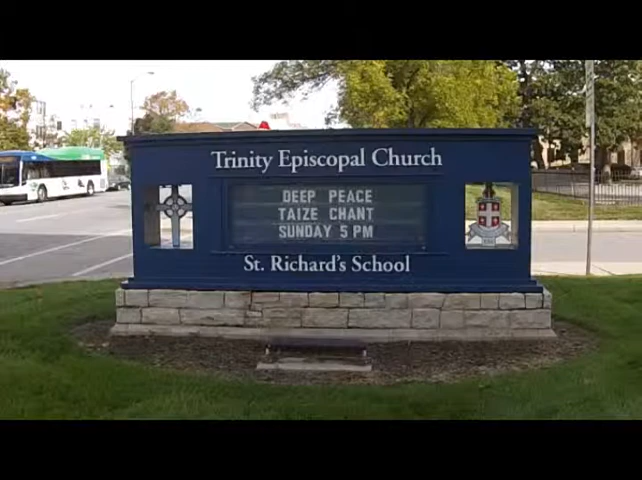 Trinity Episcopal Church
DEEP PEACE
TAIZE CHANT
SUNDAY 5 PM
St. Richard's School